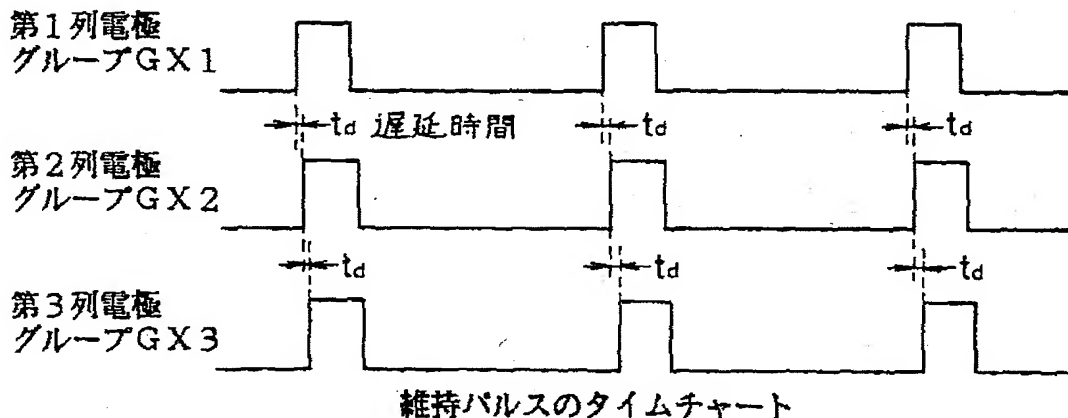 第1列電極
グループGX1
td 遅延時間
td
td
第2列電極
グループGX2
td
td
td
第3列電極
グループGX3
維持パルスのタイムチャート